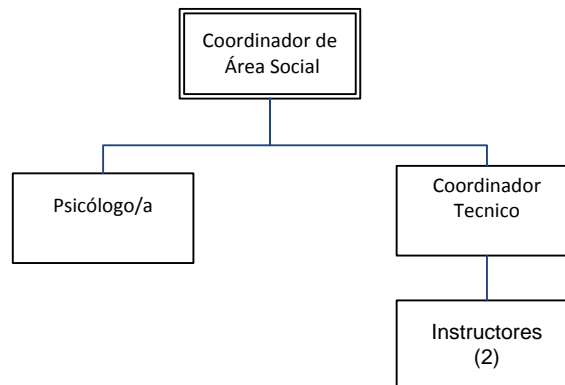 Coordinador de
Área Social
Psicólogo/a
Coordinador
Tecnico
Instructores
(2)